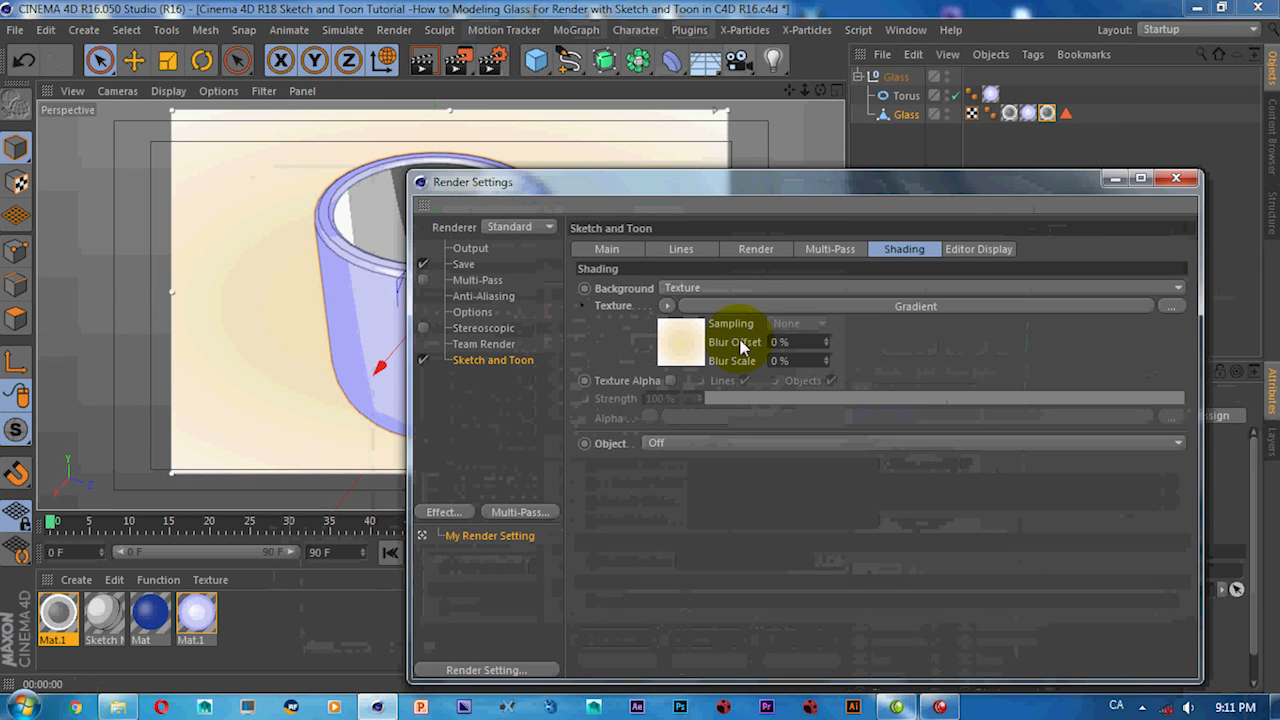 CINEMA 4D R16.050 Studio (R16) - [Cinema 4D R18 Sketch and Toon Tutorial -How to Modeling Glass For Render with Sketch and Toon in C4D R16.c4d *]
File Edit Create Select Tools Mesh Snap Animate Simulate Render Sculpt Motion Tracker MoGraph Character Plugins X-Particles X-Particles Script Window Help Layout: Startup
X Y Z
File Edit View Objects Tags Bookmarks
Glass
Torus
Glass
Objects
Content Browser
Structure
View Cameras Display Options Filter Panel
Perspective
Render Settings
Renderer Standard
Output
Save
Multi-Pass
Anti-Aliasing
Options
Stereoscopic
Team Render
Sketch and Toon
Effect... Multi-Pass...
My Render Setting
Render Setting...
Sketch and Toon
Main Lines Render Multi-Pass Shading Editor Display
Shading
Background Texture
Texture Gradient ...
Sampling None
Blur Offset 0 %
Blur Scale 0 %
Texture Alpha Lines Objects
Strength 100 %
Alpha ...
Object Off
Attributes
Layers
Y
Z
S
0 5 10 15 20 25 30 35 40
0 F 0 F 90 F 90 F
Create Edit Function Texture
Mat.1 Sketch M Mat Mat.1
MAXON
CINEMA 4D
00:00:00
CA 9:11 PM